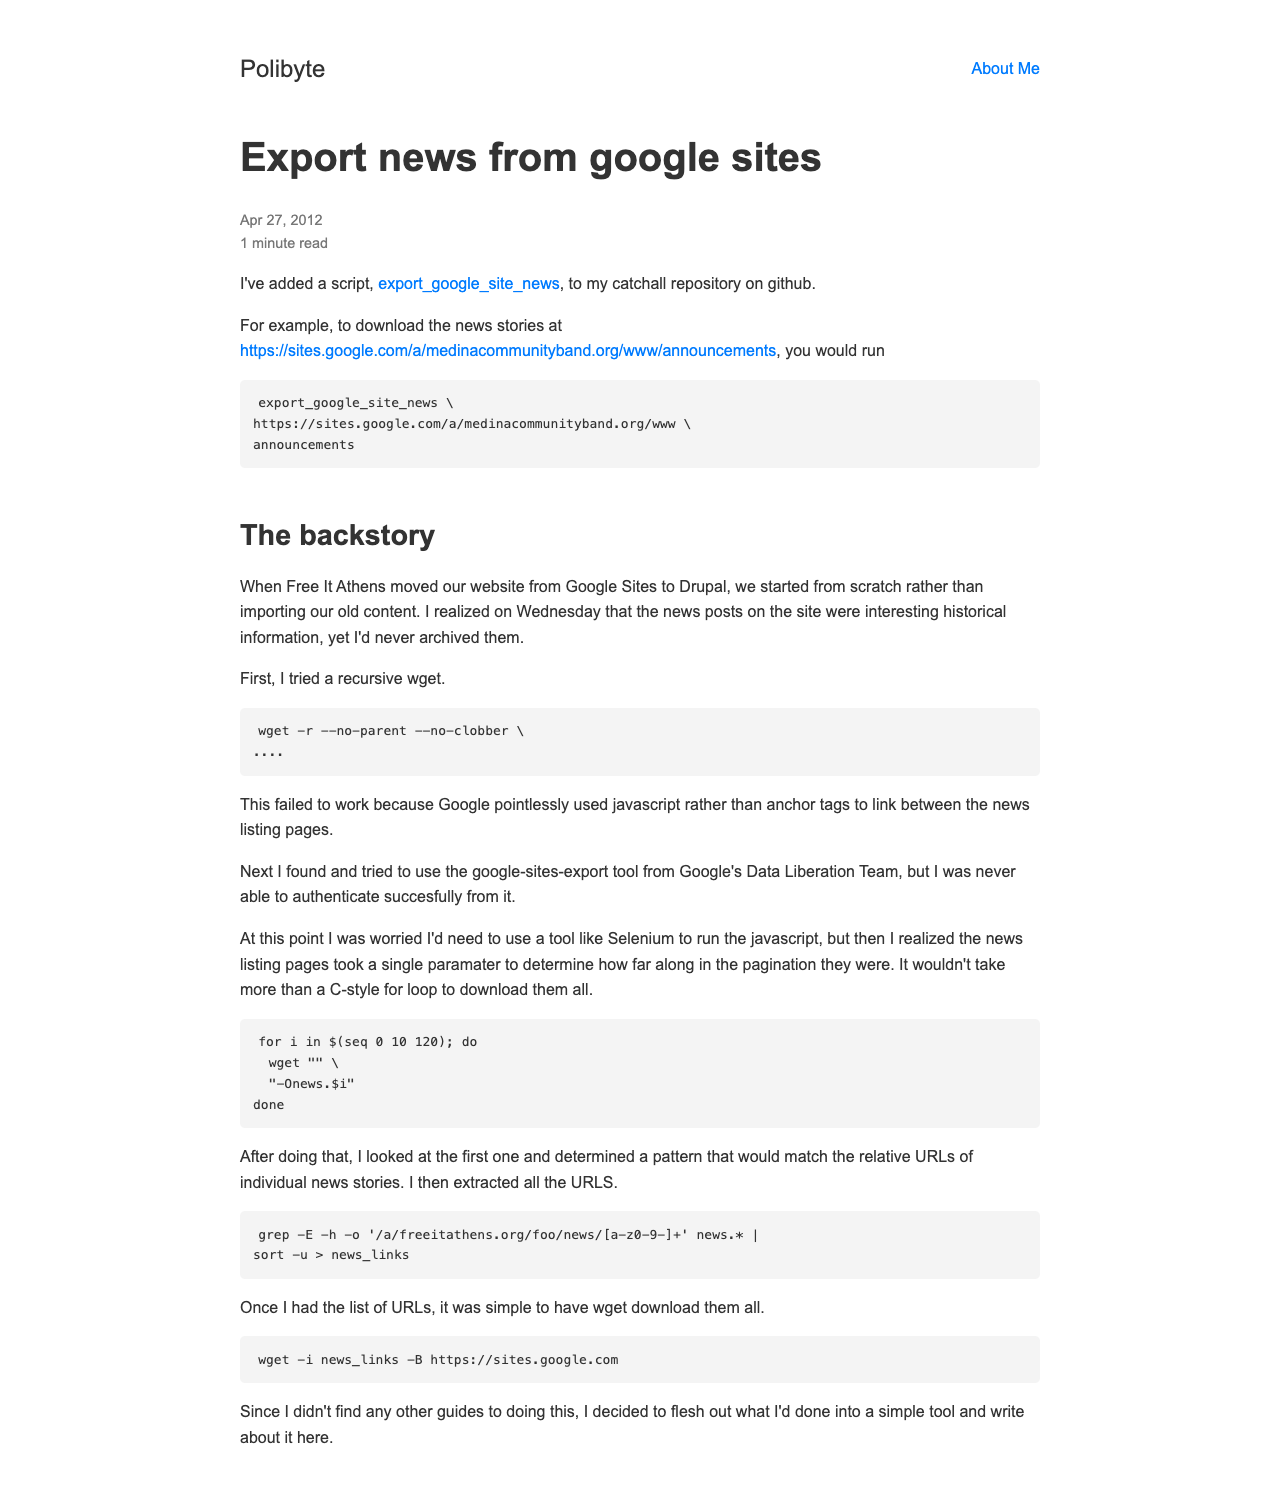 Polibyte
About Me
Export news from google sites
Apr 27, 2012
1 minute read
I've added a script, export_google_site_news, to my catchall repository on github.
For example, to download the news stories at
https://sites.google.com/a/medinacommunityband.org/www/announcements, you would run
export_google_site_news \
https://sites.google.com/a/medinacommunityband.org/www \
announcements
The backstory
When Free It Athens moved our website from Google Sites to Drupal, we started from scratch rather than
importing our old content. I realized on Wednesday that the news posts on the site were interesting historical
information, yet I'd never archived them.
First, I tried a recursive wget.
wget -r --no-parent --no-clobber \
....
This failed to work because Google pointlessly used javascript rather than anchor tags to link between the news
listing pages.
Next I found and tried to use the google-sites-export tool from Google's Data Liberation Team, but I was never
able to authenticate succesfully from it.
At this point I was worried I'd need to use a tool like Selenium to run the javascript, but then I realized the news
listing pages took a single paramater to determine how far along in the pagination they were. It wouldn't take
more than a C-style for loop to download them all.
for i in $(seq 0 10 120); do
  wget "" \
  "-Onews.$i"
done
After doing that, I looked at the first one and determined a pattern that would match the relative URLs of
individual news stories. I then extracted all the URLS.
grep -E -h -o '/a/freeitathens.org/foo/news/[a-z0-9-]+' news.* |
sort -u > news_links
Once I had the list of URLs, it was simple to have wget download them all.
wget -i news_links -B https://sites.google.com
Since I didn't find any other guides to doing this, I decided to flesh out what I'd done into a simple tool and write
about it here.